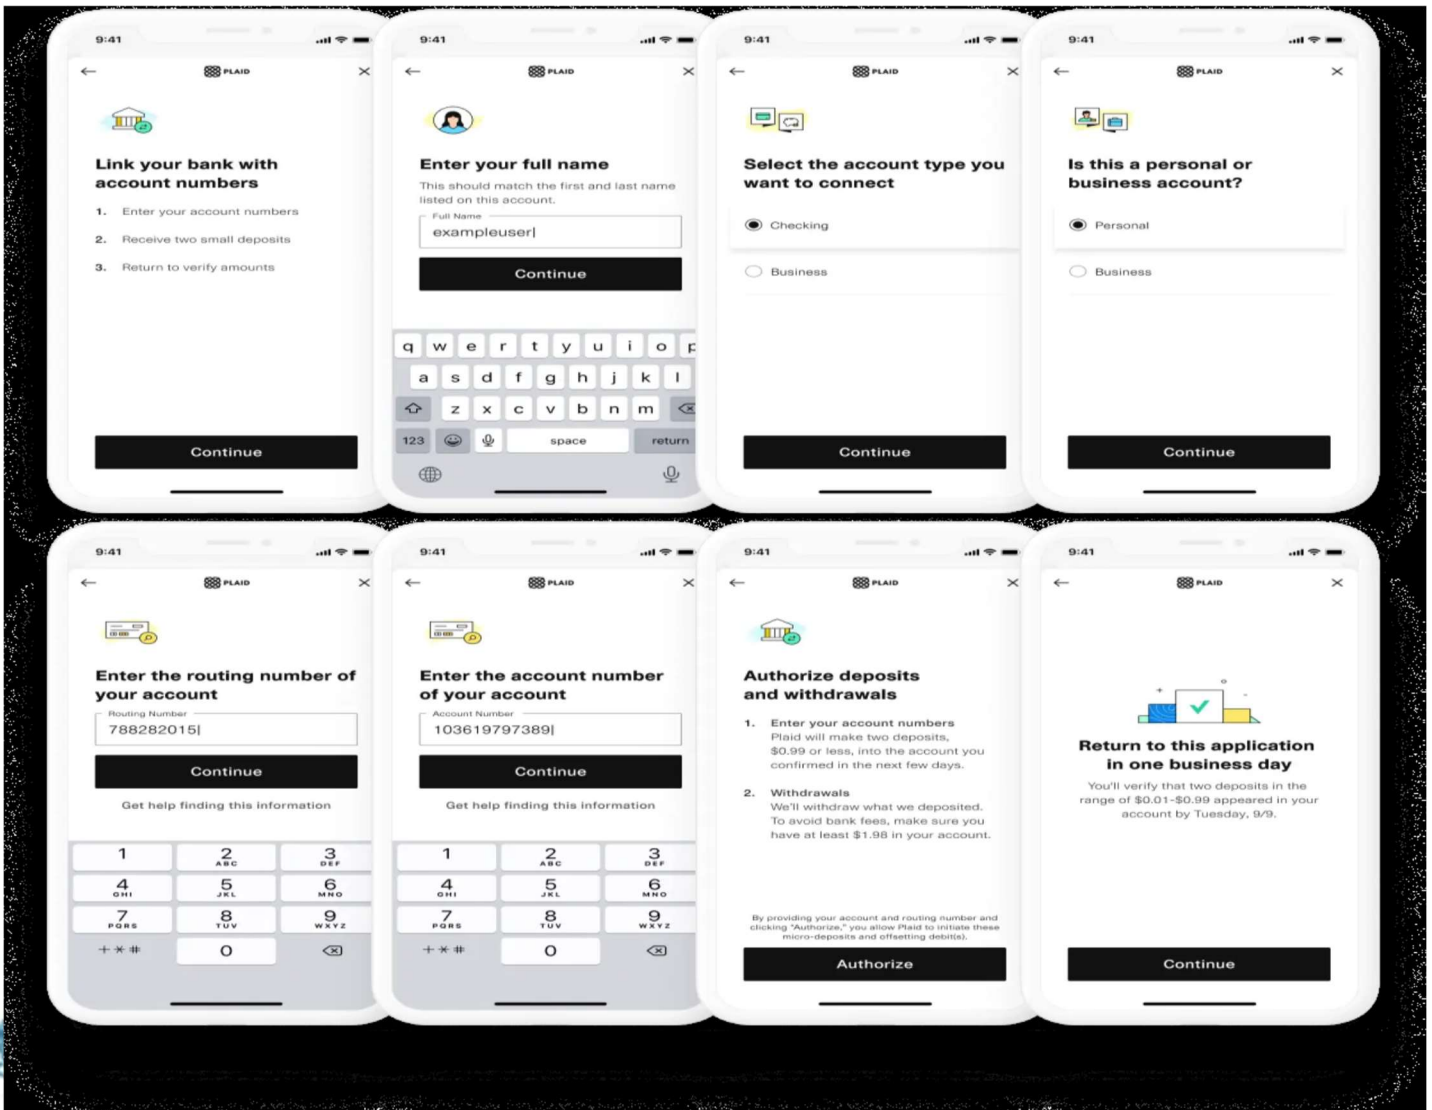 9:41
PLAID
Link your bank with
account numbers
1. Enter your account numbers
2. Receive two small deposits
3. Return to verify amounts
Continue
9:41
PLAID
Enter your full name
This should match the first and last name
listed on this account.
Full Name
exampleuser
Continue
q w e r t y u i o p
a s d f g h j k l
z x c v b n m
123 space return
9:41
PLAID
Select the account type you
want to connect
Checking
Business
Continue
9:41
PLAID
Is this a personal or
business account?
Personal
Business
Continue
9:41
PLAID
Enter the routing number of
your account
Routing Number
788282015
Continue
Get help finding this information
1 2 3
ABC DEF
4 5 6
GHI JKL MNO
7 8 9
PQRS TUV WXYZ
+*# 0
9:41
PLAID
Enter the account number
of your account
Account Number
103619797389
Continue
Get help finding this information
1 2 3
ABC DEF
4 5 6
GHI JKL MNO
7 8 9
PQRS TUV WXYZ
+*# 0
9:41
PLAID
Authorize deposits
and withdrawals
1. Enter your account numbers
Plaid will make two deposits,
$0.99 or less, into the account you
confirmed in the next few days.
2. Withdrawals
We'll withdraw what we deposited.
To avoid bank fees, make sure you
have at least $1.98 in your account.
By providing your account and routing number and
clicking "Authorize," you allow Plaid to initiate these
micro-deposits and offsetting debit(s).
Authorize
9:41
PLAID
Return to this application
in one business day
You'll verify that two deposits in the
range of $0.01-$0.99 appeared in your
account by Tuesday, 9/9.
Continue